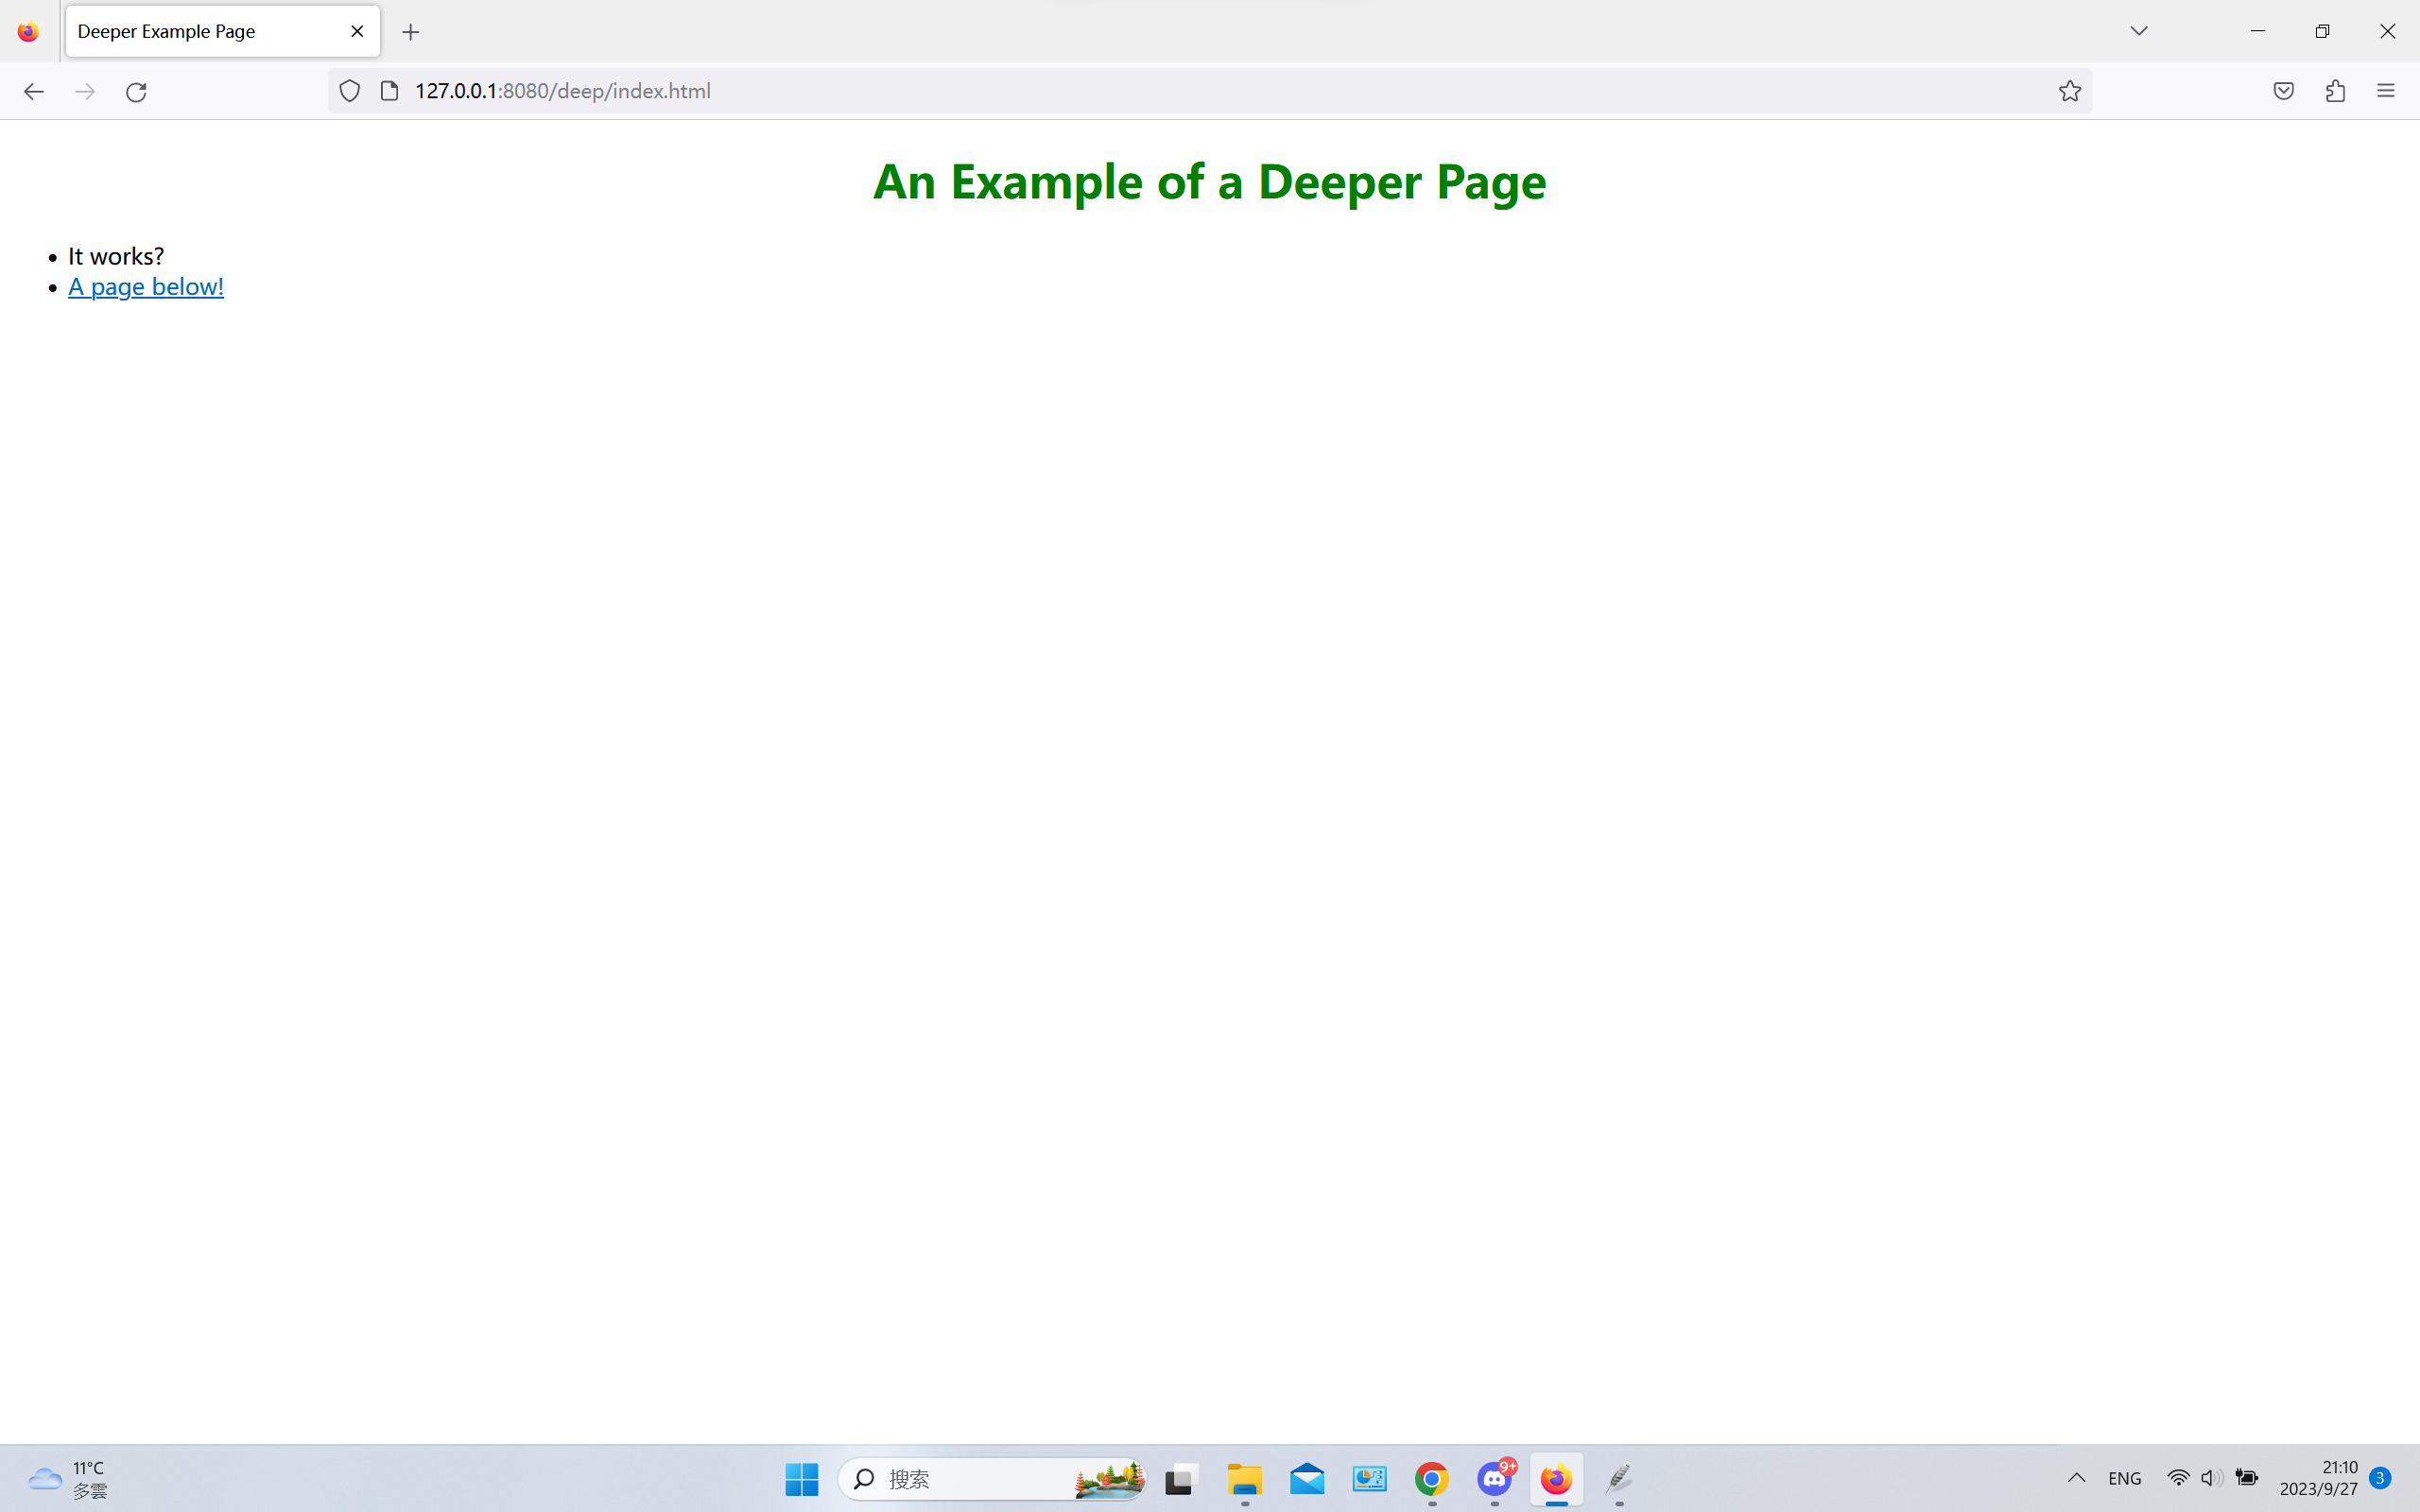 Deeper Example Page
127.0.0.1:8080/deep/index.html
An Example of a Deeper Page
It works?
A page below!
11°C
多雲
搜索
9+
ENG
21:10
2023/9/27
3